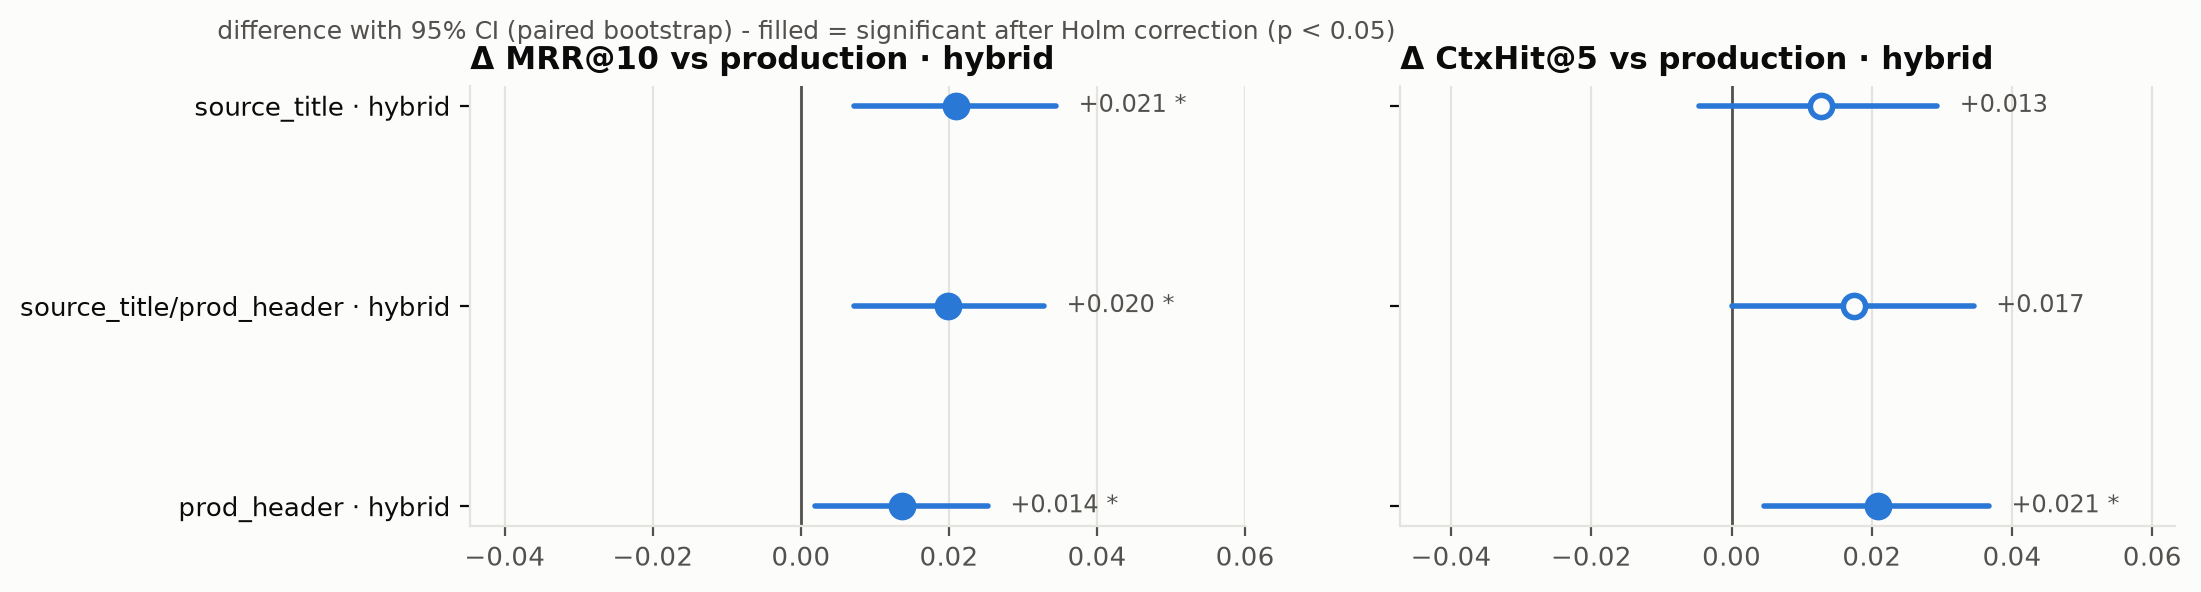 difference with 95% CI (paired bootstrap) - filled = significant after Holm correction (p < 0.05)
Δ MRR@10 vs production · hybrid
Δ CtxHit@5 vs production · hybrid
source_title · hybrid
+0.021 *
+0.013
source_title/prod_header · hybrid
+0.020 *
+0.017
prod_header · hybrid
+0.014 *
+0.021 *
−0.04 −0.02 0.00 0.02 0.04 0.06
−0.04 −0.02 0.00 0.02 0.04 0.06